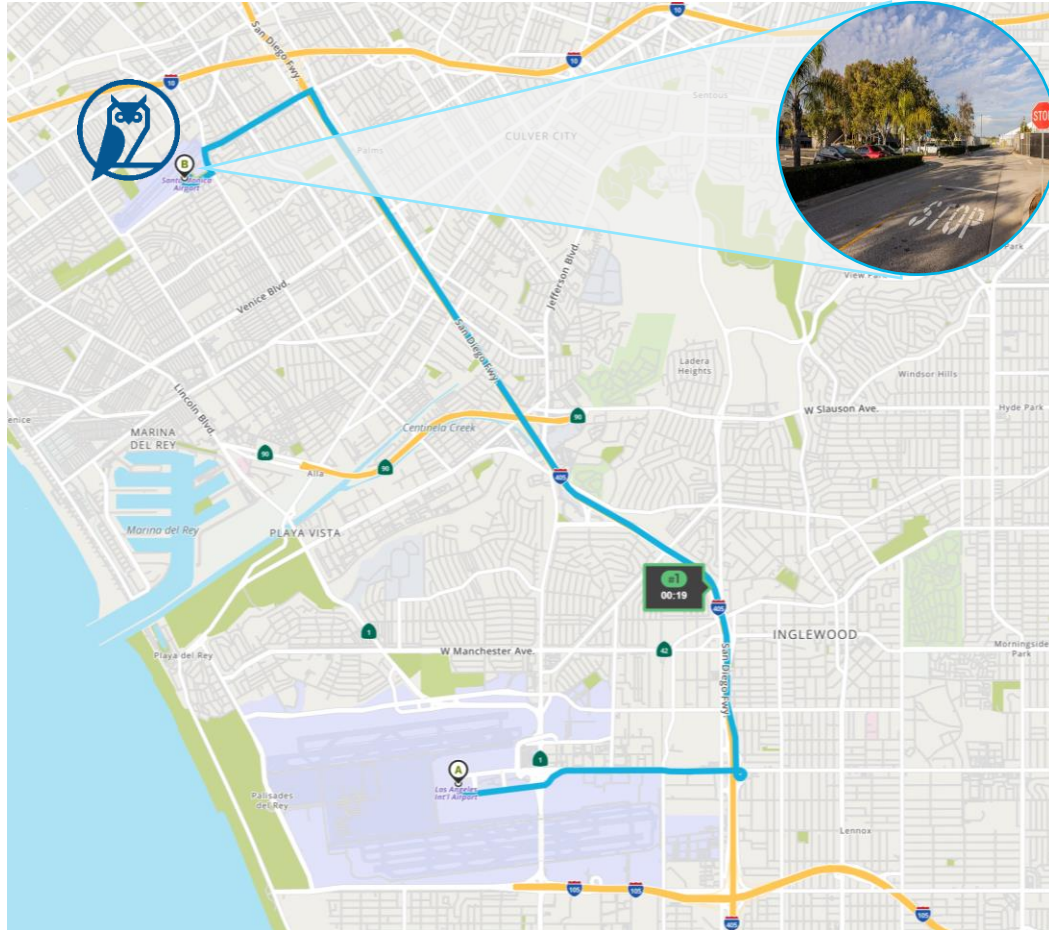 10
San Diego Fwy.
10
10
Sentous
STOP
CULVER CITY
Palms
B
Santa Monica
Airport
STOP
Park
View Park
Jefferson Blvd.
Venice Blvd.
San Diego Fwy.
Ladera
Heights
Windsor Hills
Lincoln Blvd.
W Slauson Ave.
Hyde Park
90
enice
MARINA
DEL REY
Centinela Creek
90
90
Alla
405
Marina del Rey
PLAYA VISTA
#1
00:19
405
1
INGLEWOOD
W Manchester Ave.
42
Morningside
Park
Playa del Rey
San Diego Fwy.
1
A
Los Angeles
Int'l Airport
Palisades
del Rey
Lennox
105
105
105
405